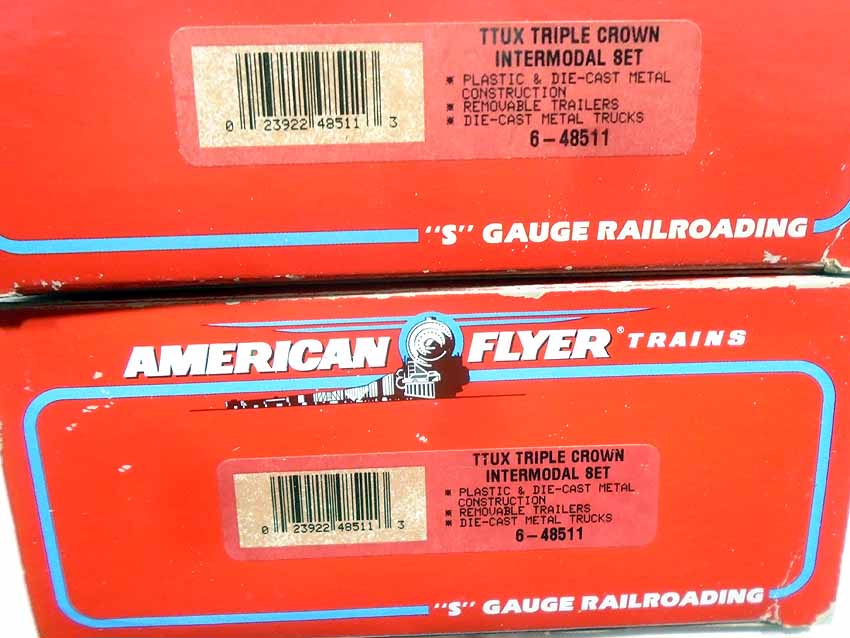 TTUX TRIPLE CROWN
INTERMODAL SET
* PLASTIC & DIE-CAST METAL
CONSTRUCTION
* REMOVABLE TRAILERS
* DIE-CAST METAL TRUCKS
6-48511
0 23922 48511 3
"S" GAUGE RAILROADING
AMERICAN FLYER® TRAINS
TTUX TRIPLE CROWN
INTERMODAL SET
* PLASTIC & DIE-CAST METAL
CONSTRUCTION
* REMOVABLE TRAILERS
* DIE-CAST METAL TRUCKS
6-48511
0 23922 48511 3
"S" GAUGE RAILROADING